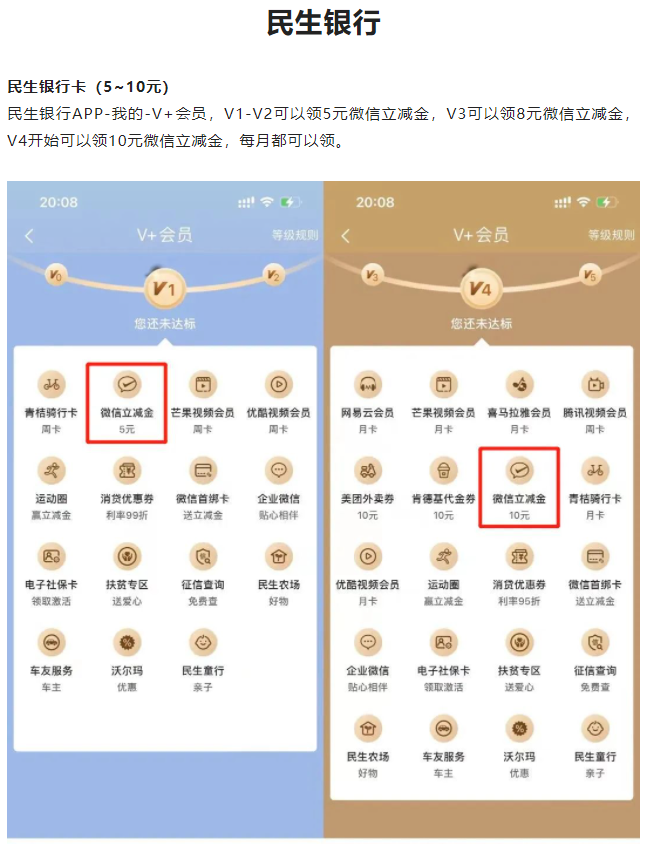 民生银行
民生银行卡（5~10元）
民生银行APP-我的-V+会员，V1-V2可以领5元微信立减金，V3可以领8元微信立减金，
V4开始可以领10元微信立减金，每月都可以领。
20:08
V+会员
等级规则
V0
V1
V2
您还未达标
青桔骑行卡 微信立减金 芒果视频会员 优酷视频会员
周卡 5元 周卡 周卡
运动圈 消贷优惠券 微信首绑卡 企业微信
赢立减金 利率99折 送立减金 贴心相伴
电子社保卡 扶贫专区 征信查询 民生农场
领取激活 送爱心 免费查 好物
车友服务 沃尔玛 民生童行
车主 优惠 亲子
20:08
V+会员
等级规则
V3
V4
V5
您还未达标
网易云会员 芒果视频会员 喜马拉雅会员 腾讯视频会员
月卡 月卡 月卡 月卡
美团外卖券 肯德基代金券 微信立减金 青桔骑行卡
10元 10元 10元 月卡
优酷视频会员 运动圈 消贷优惠券 微信首绑卡
月卡 赢立减金 利率95折 送立减金
企业微信 电子社保卡 扶贫专区 征信查询
贴心相伴 领取激活 送爱心 免费查
民生农场 车友服务 沃尔玛 民生童行
好物 车主 优惠 亲子